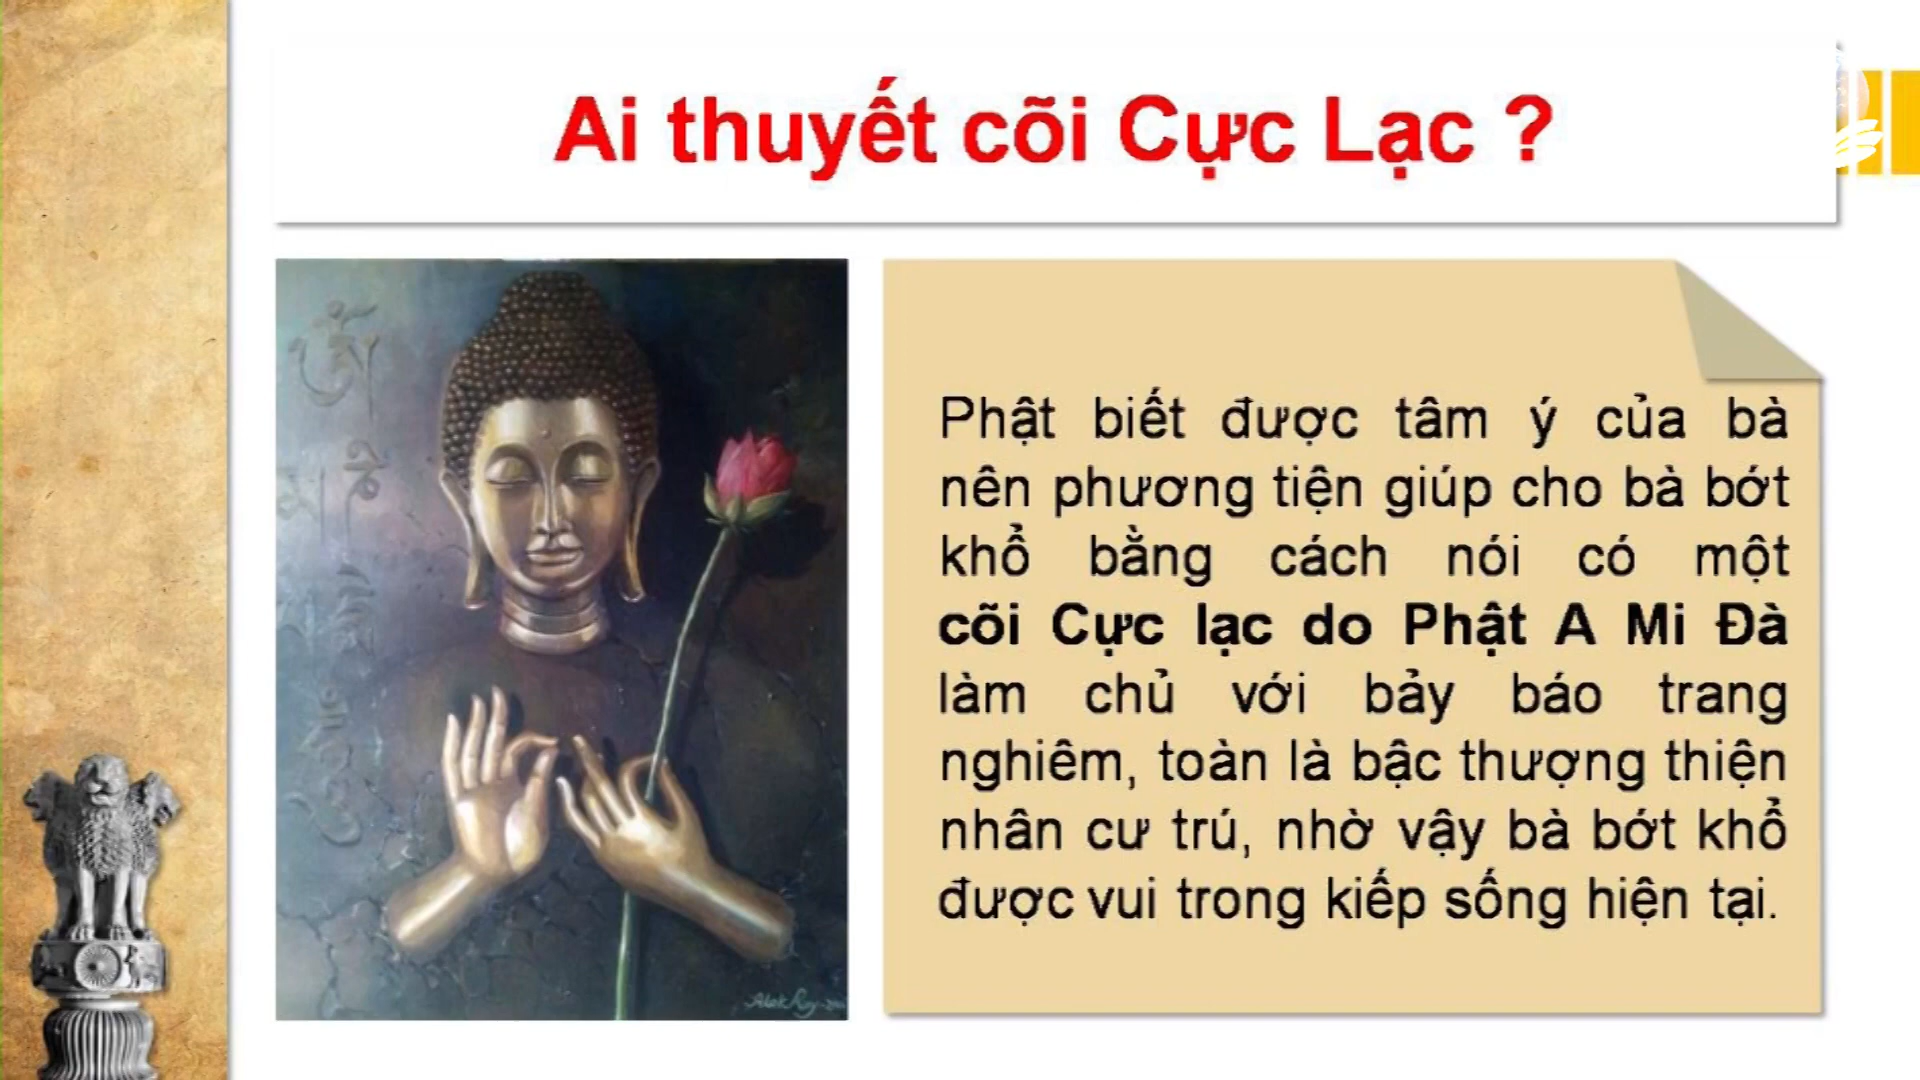 Ai thuyết cõi Cực Lạc ?
Phật biết được tâm ý của bà
nên phương tiện giúp cho bà bớt
khổ bằng cách nói có một
cõi Cực lạc do Phật A Mi Đà
làm chủ với bảy báo trang
nghiêm, toàn là bậc thượng thiện
nhân cư trú, nhờ vậy bà bớt khổ
được vui trong kiếp sống hiện tại.